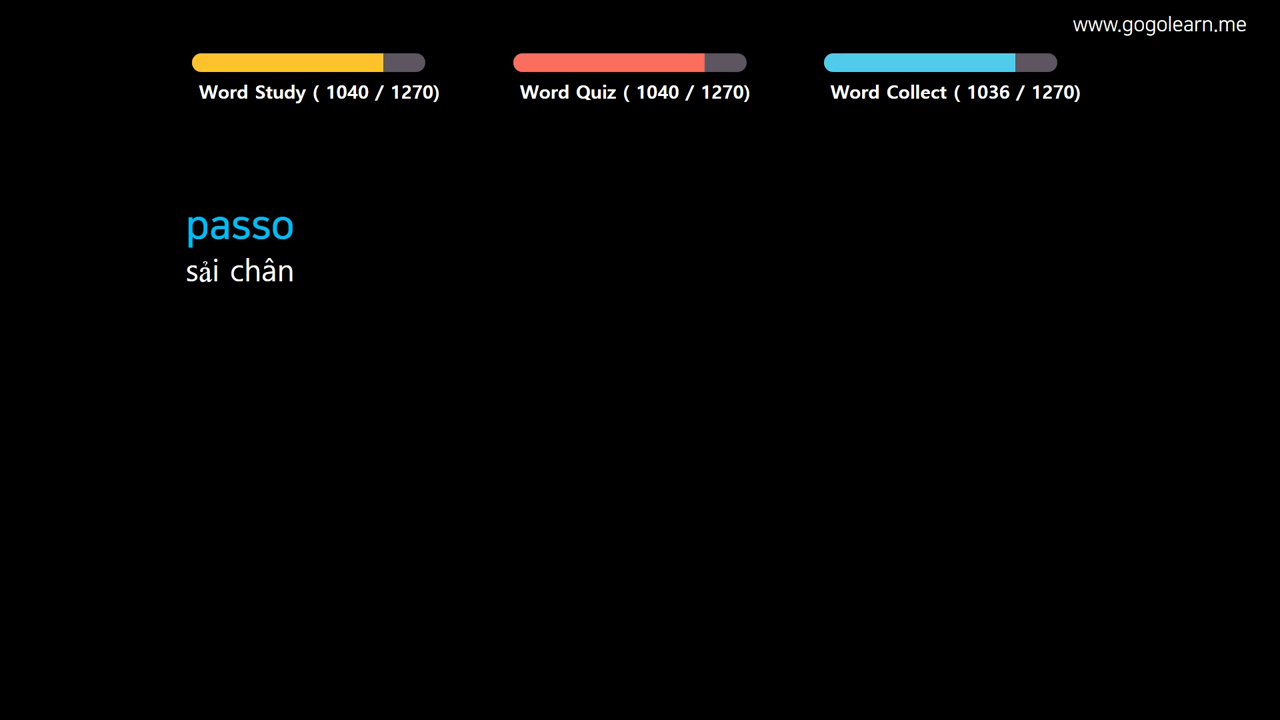 www.gogolearn.me
Word Study ( 1040 / 1270)
Word Quiz ( 1040 / 1270)
Word Collect ( 1036 / 1270)
passo
sải chân